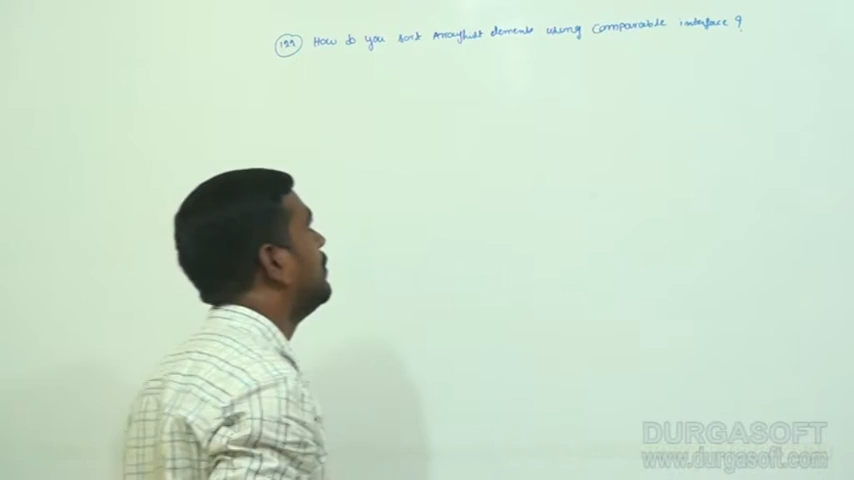 199 How do you sort Arraylist elements using Comparable interface ?
DURGASOFT
www.durgasoft.com